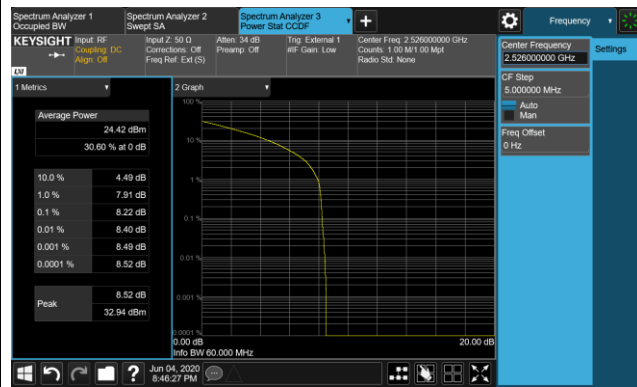 Spectrum Analyzer 1
Occupied BW
Spectrum Analyzer 2
Swept SA
Spectrum Analyzer 3
Power Stat CCDF
Frequency
KEYSIGHT
Input: RF
Coupling: DC
Align: Off
Input Z: 50 Ω
Corrections: Off
Freq Ref: Ext (S)
Atten: 34 dB
Preamp: Off
Trig: External 1
#IF Gain: Low
Center Freq: 2.526000000 GHz
Counts: 1.00 M/1.00 Mpt
Radio Std: None
LXI
Center Frequency
2.526000000 GHz
Settings
CF Step
5.000000 MHz
Auto
Man
Freq Offset
0 Hz
1 Metrics
Average Power
24.42 dBm
30.60 % at 0 dB
10.0 % 4.49 dB
1.0 % 7.91 dB
0.1 % 8.22 dB
0.01 % 8.40 dB
0.001 % 8.49 dB
0.0001 % 8.52 dB
Peak
8.52 dB
32.94 dBm
2 Graph
100 %
10 %
1 %
0.1 %
0.01 %
0.001 %
0.0001 %
0.00 dB 20.00 dB
Info BW 60.000 MHz
?
Jun 04, 2020
8:46:27 PM